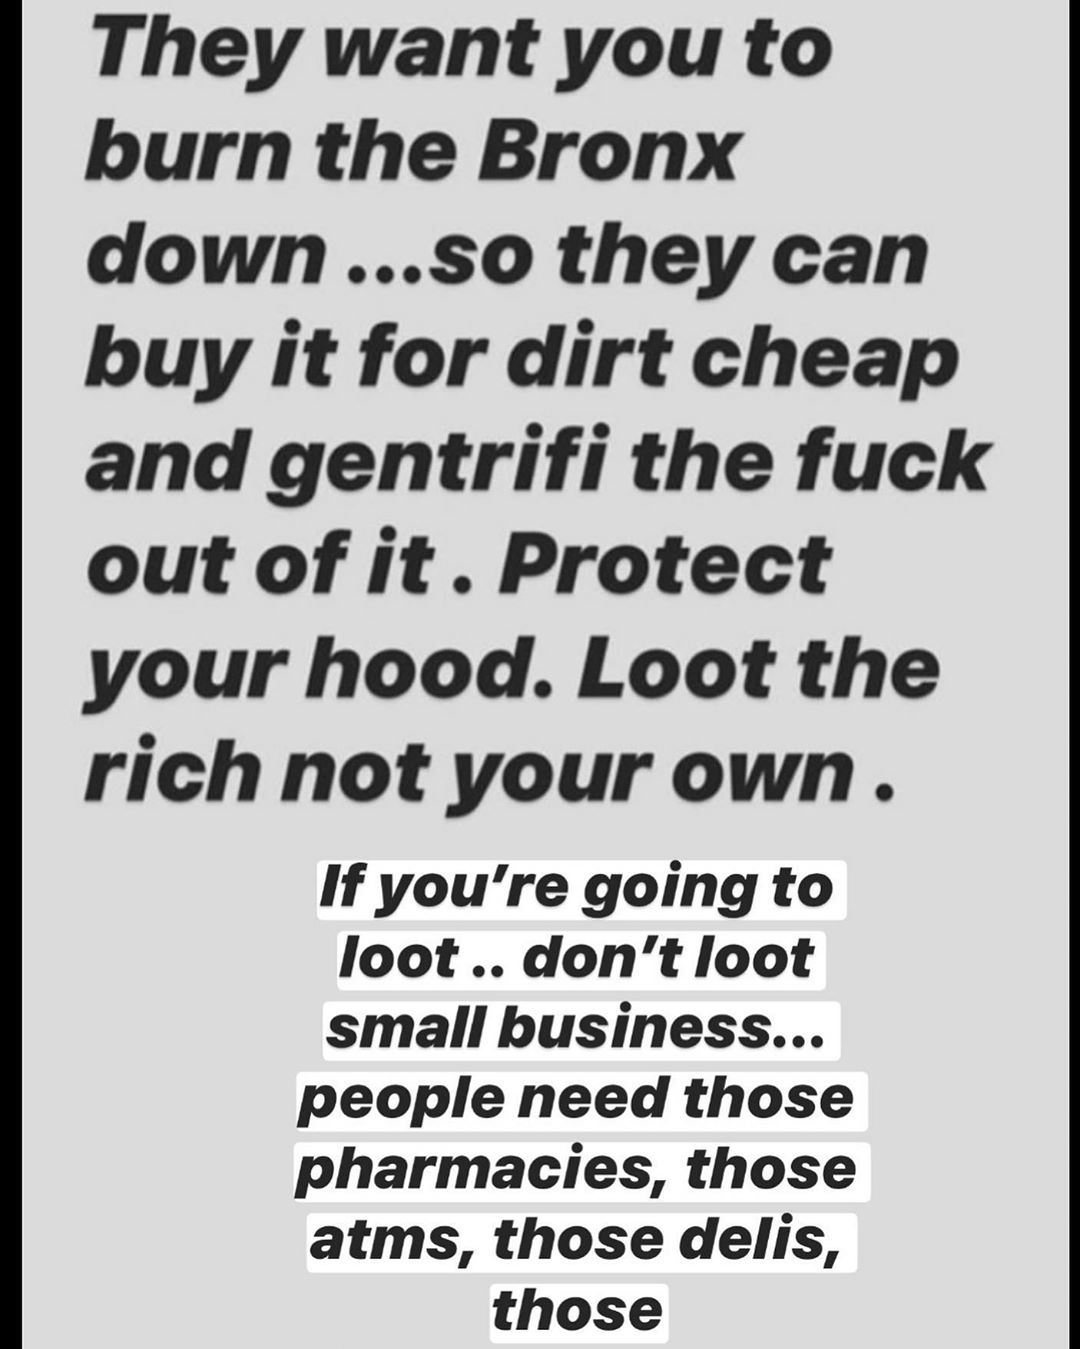 They want you to
burn the Bronx
down ...so they can
buy it for dirt cheap
and gentrifi the fuck
out of it . Protect
your hood. Loot the
rich not your own .
If you’re going to
loot .. don’t loot
small business...
people need those
pharmacies, those
atms, those delis,
those